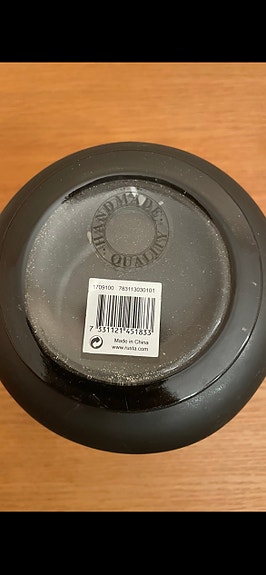 · HANDMADE ·
QUALITY
1709100 783113030101
7 331121 451833
Made in China
www.rusta.com